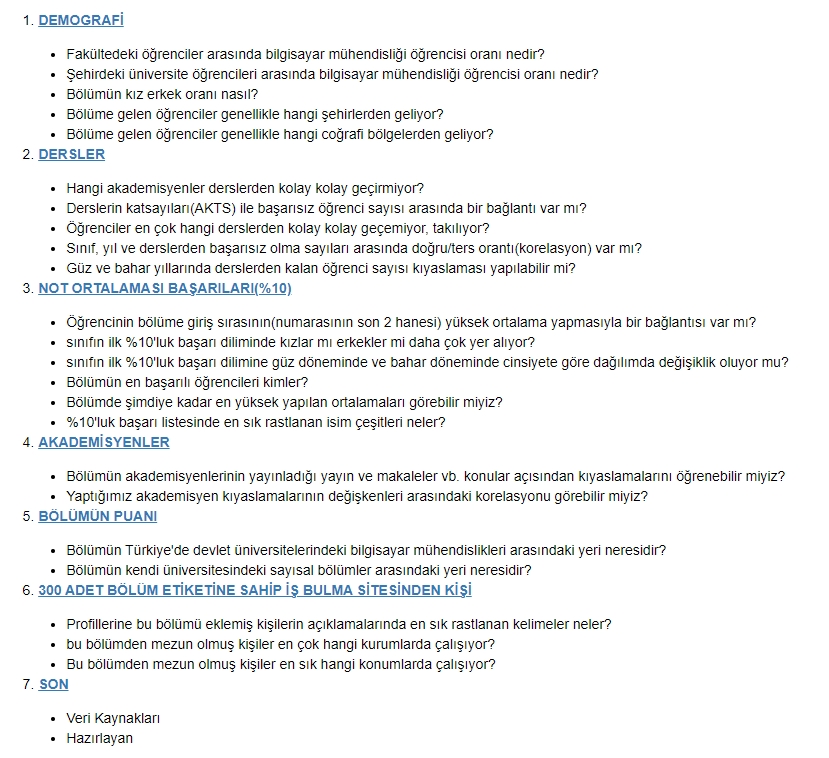 1. DEMOGRAFİ
• Fakültedeki öğrenciler arasında bilgisayar mühendisliği öğrencisi oranı nedir?
• Şehirdeki üniversite öğrencileri arasında bilgisayar mühendisliği öğrencisi oranı nedir?
• Bölümün kız erkek oranı nasıl?
• Bölüme gelen öğrenciler genellikle hangi şehirlerden geliyor?
• Bölüme gelen öğrenciler genellikle hangi coğrafi bölgelerden geliyor?
2. DERSLER
• Hangi akademisyenler derslerden kolay kolay geçirmiyor?
• Derslerin katsayıları(AKTS) ile başarısız öğrenci sayısı arasında bir bağlantı var mı?
• Öğrenciler en çok hangi derslerden kolay kolay geçemiyor, takılıyor?
• Sınıf, yıl ve derslerden başarısız olma sayıları arasında doğru/ters orantı(korelasyon) var mı?
• Güz ve bahar yıllarında derslerden kalan öğrenci sayısı kıyaslaması yapılabilir mi?
3. NOT ORTALAMASI BAŞARILARI(%10)
• Öğrencinin bölüme giriş sırasının(numarasının son 2 hanesi) yüksek ortalama yapmasıyla bir bağlantısı var mı?
• sınıfın ilk %10'luk başarı diliminde kızlar mı erkekler mi daha çok yer alıyor?
• sınıfın ilk %10'luk başarı dilimine güz döneminde ve bahar döneminde cinsiyete göre dağılımda değişiklik oluyor mu?
• Bölümün en başarılı öğrencileri kimler?
• Bölümde şimdiye kadar en yüksek yapılan ortalamaları görebilir miyiz?
• %10'luk başarı listesinde en sık rastlanan isim çeşitleri neler?
4. AKADEMİSYENLER
• Bölümün akademisyenlerinin yayınladığı yayın ve makaleler vb. konular açısından kıyaslamalarını öğrenebilir miyiz?
• Yaptığımız akademisyen kıyaslamalarının değişkenleri arasındaki korelasyonu görebilir miyiz?
5. BÖLÜMÜN PUANI
• Bölümün Türkiye'de devlet üniversitelerindeki bilgisayar mühendislikleri arasındaki yeri neresidir?
• Bölümün kendi üniversitesindeki sayısal bölümler arasındaki yeri neresidir?
6. 300 ADET BÖLÜM ETİKETİNE SAHİP İŞ BULMA SİTESİNDEN KİŞİ
• Profillerine bu bölümü eklemiş kişilerin açıklamalarında en sık rastlanan kelimeler neler?
• bu bölümden mezun olmuş kişiler en çok hangi kurumlarda çalışıyor?
• Bu bölümden mezun olmuş kişiler en sık hangi konumlarda çalışıyor?
7. SON
• Veri Kaynakları
• Hazırlayan